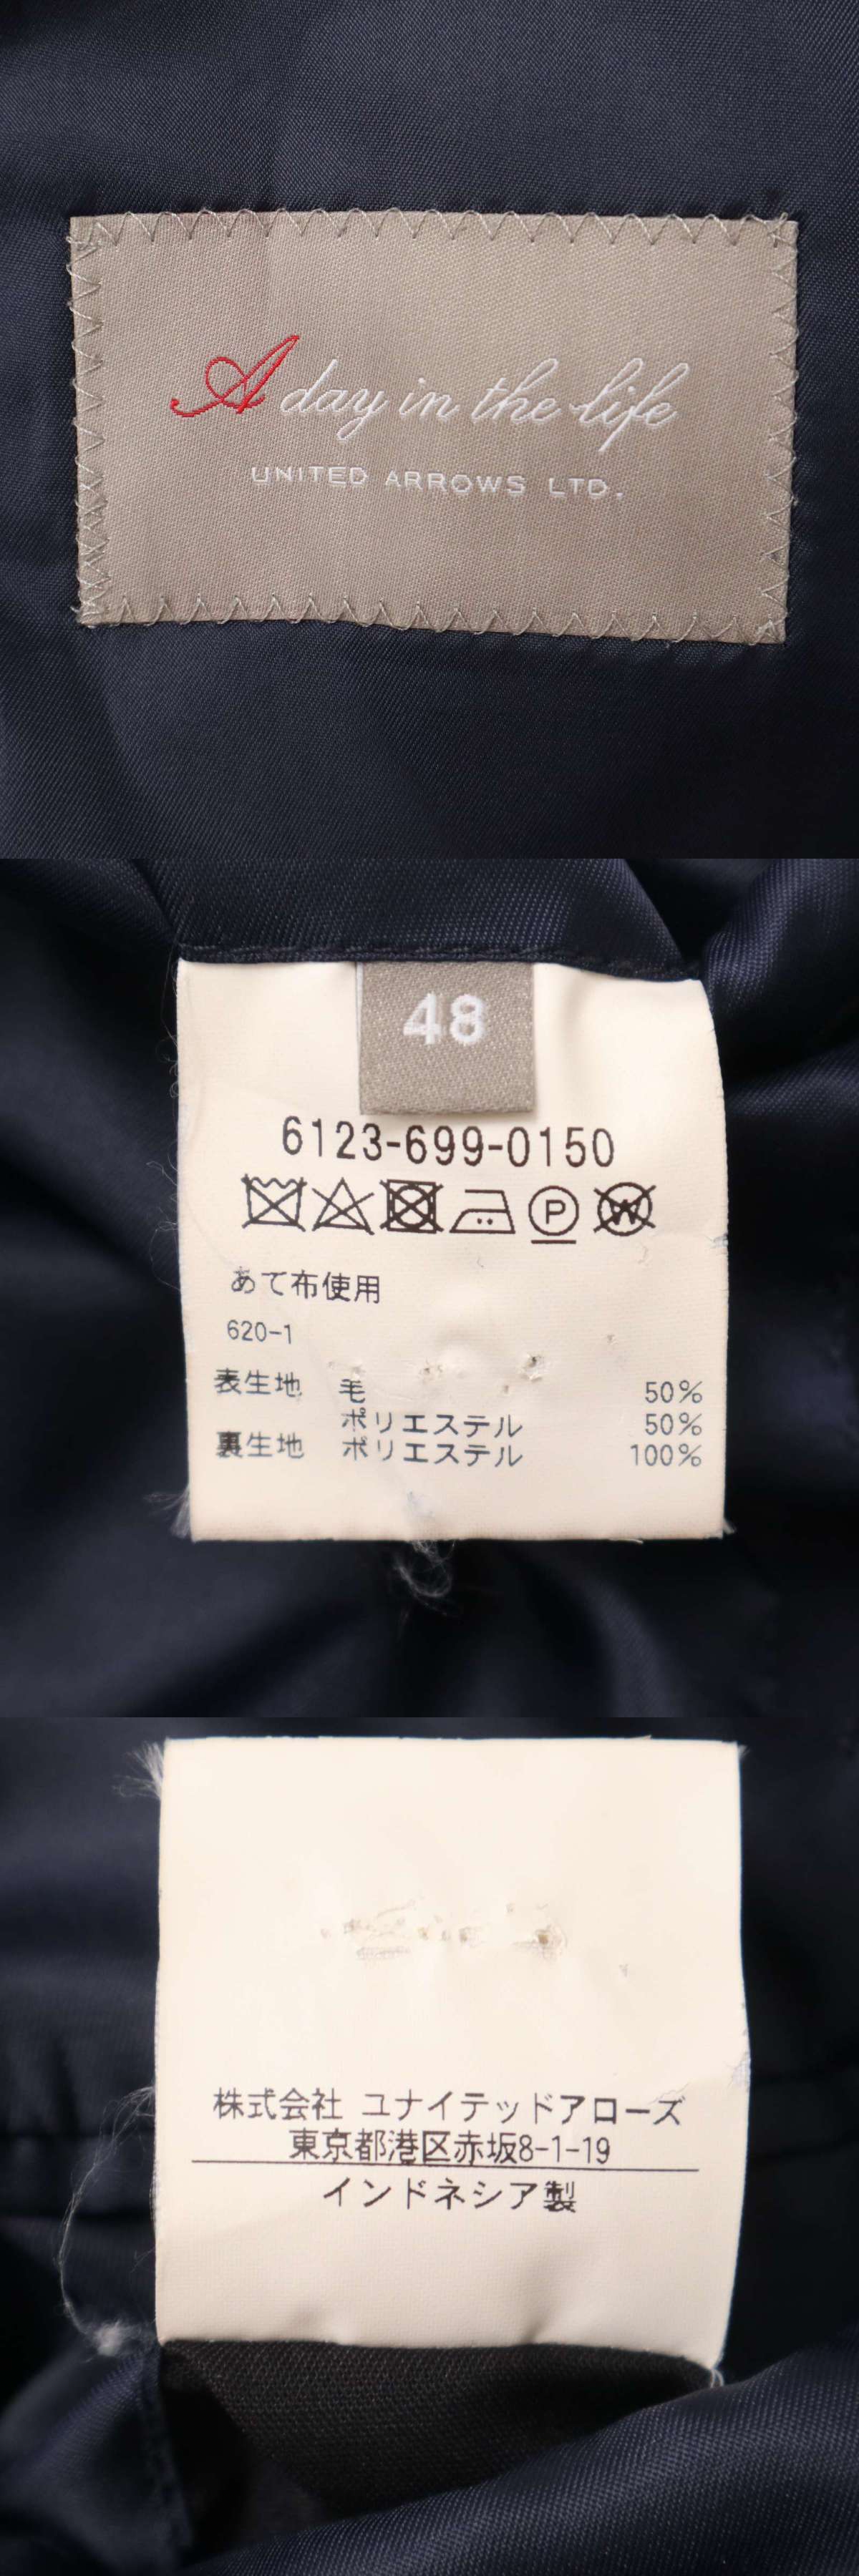 A day in the life
UNITED ARROWS LTD.
48
6123-699-0150
P W
あて布使用
620-1
表生地 毛 50%
ポリエステル 50%
裏生地 ポリエステル 100%
株式会社 ユナイテッドアローズ
東京都港区赤坂8-1-19
インドネシア製